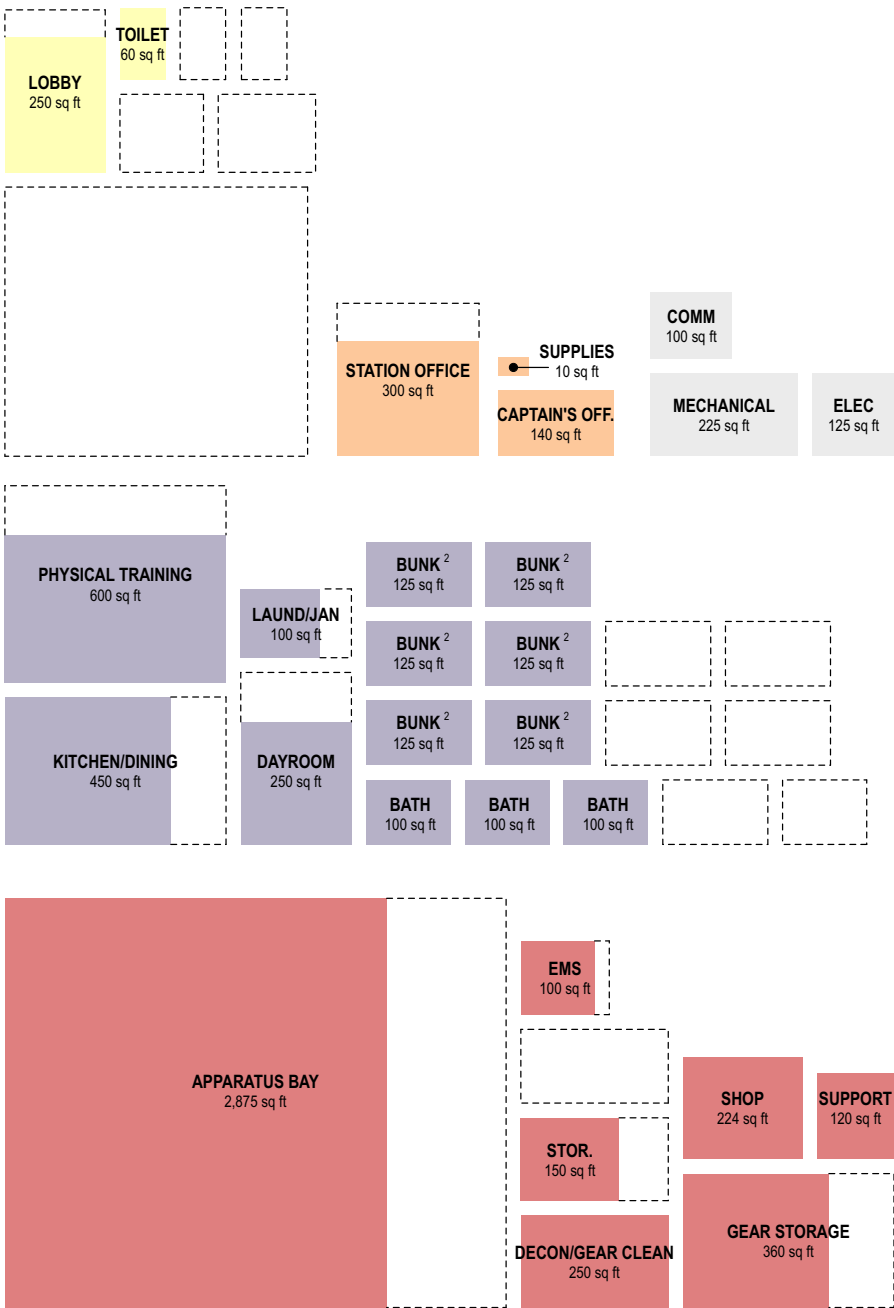 TOILET
60 sq ft
LOBBY
250 sq ft
COMM
100 sq ft
SUPPLIES
10 sq ft
STATION OFFICE
300 sq ft
CAPTAIN'S OFF.
140 sq ft
MECHANICAL
225 sq ft
ELEC
125 sq ft
PHYSICAL TRAINING
600 sq ft
LAUND/JAN
100 sq ft
BUNK 2
125 sq ft
BUNK 2
125 sq ft
BUNK 2
125 sq ft
BUNK 2
125 sq ft
BUNK 2
125 sq ft
BUNK 2
125 sq ft
KITCHEN/DINING
450 sq ft
DAYROOM
250 sq ft
BATH
100 sq ft
BATH
100 sq ft
BATH
100 sq ft
APPARATUS BAY
2,875 sq ft
EMS
100 sq ft
SHOP
224 sq ft
SUPPORT
120 sq ft
STOR.
150 sq ft
DECON/GEAR CLEAN
250 sq ft
GEAR STORAGE
360 sq ft